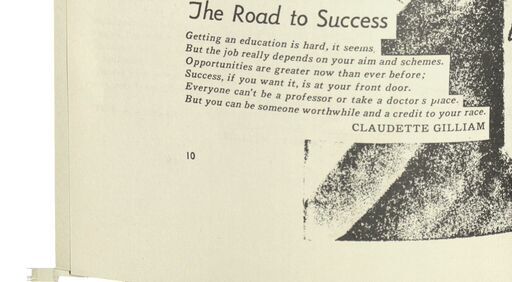 The Road to Success
Getting an education is hard, it seems,
But the job really depends on your aim and schemes.
Opportunities are greater now than ever before;
Success, if you want it, is at your front door.
Everyone can't be a professor or take a doctor's place.
But you can be someone worthwhile and a credit to your race.
CLAUDETTE GILLIAM
10